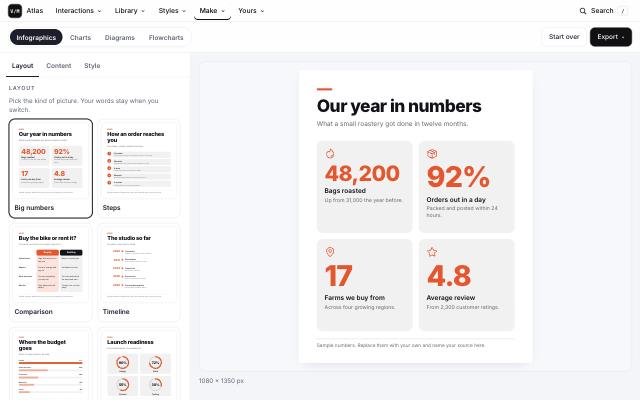 V/M Atlas Interactions Library Styles Make Yours Search /
Infographics Charts Diagrams Flowcharts Start over Export
Layout Content Style
LAYOUT
Pick the kind of picture. Your words stay when you
switch.
Our year in numbers
48,200 92%
17 4.8
Big numbers
How an order reaches
you
Steps
Buy the bike or rent it?
Comparison
The studio so far
Timeline
Where the budget
goes
Launch readiness
Our year in numbers
What a small roastery got done in twelve months.
48,200
Bags roasted
Up from 31,000 the year before.
92%
Orders out in a day
Packed and posted within 24
hours.
17
Farms we buy from
Across four growing regions.
4.8
Average review
From 2,300 customer ratings.
Sample numbers. Replace them with your own and name your source here.
1080 × 1350 px